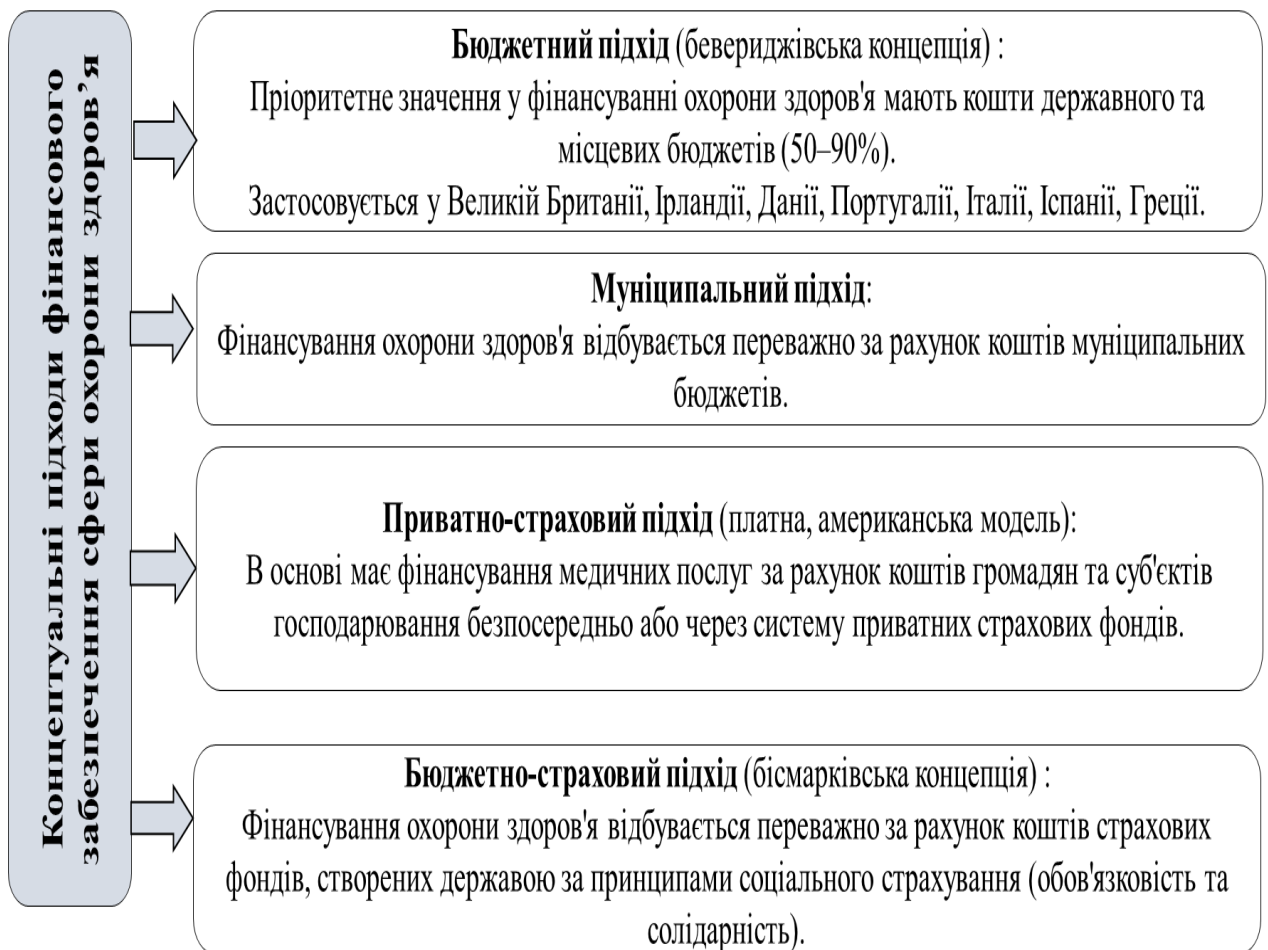 Концептуальні підходи фінансового
забезпечення сфери охорони здоров’я
Бюджетний підхід (бевериджівська концепція) :
Пріоритетне значення у фінансуванні охорони здоров'я мають кошти державного та
місцевих бюджетів (50–90%).
Застосовується у Великій Британії, Ірландії, Данії, Португалії, Італії, Іспанії, Греції.
Муніципальний підхід:
Фінансування охорони здоров'я відбувається переважно за рахунок коштів муніципальних
бюджетів.
Приватно-страховий підхід (платна, американська модель):
В основі має фінансування медичних послуг за рахунок коштів громадян та суб'єктів
господарювання безпосередньо або через систему приватних страхових фондів.
Бюджетно-страховий підхід (бісмарківська концепція) :
Фінансування охорони здоров'я відбувається переважно за рахунок коштів страхових
фондів, створених державою за принципами соціального страхування (обов'язковість та
солідарність).